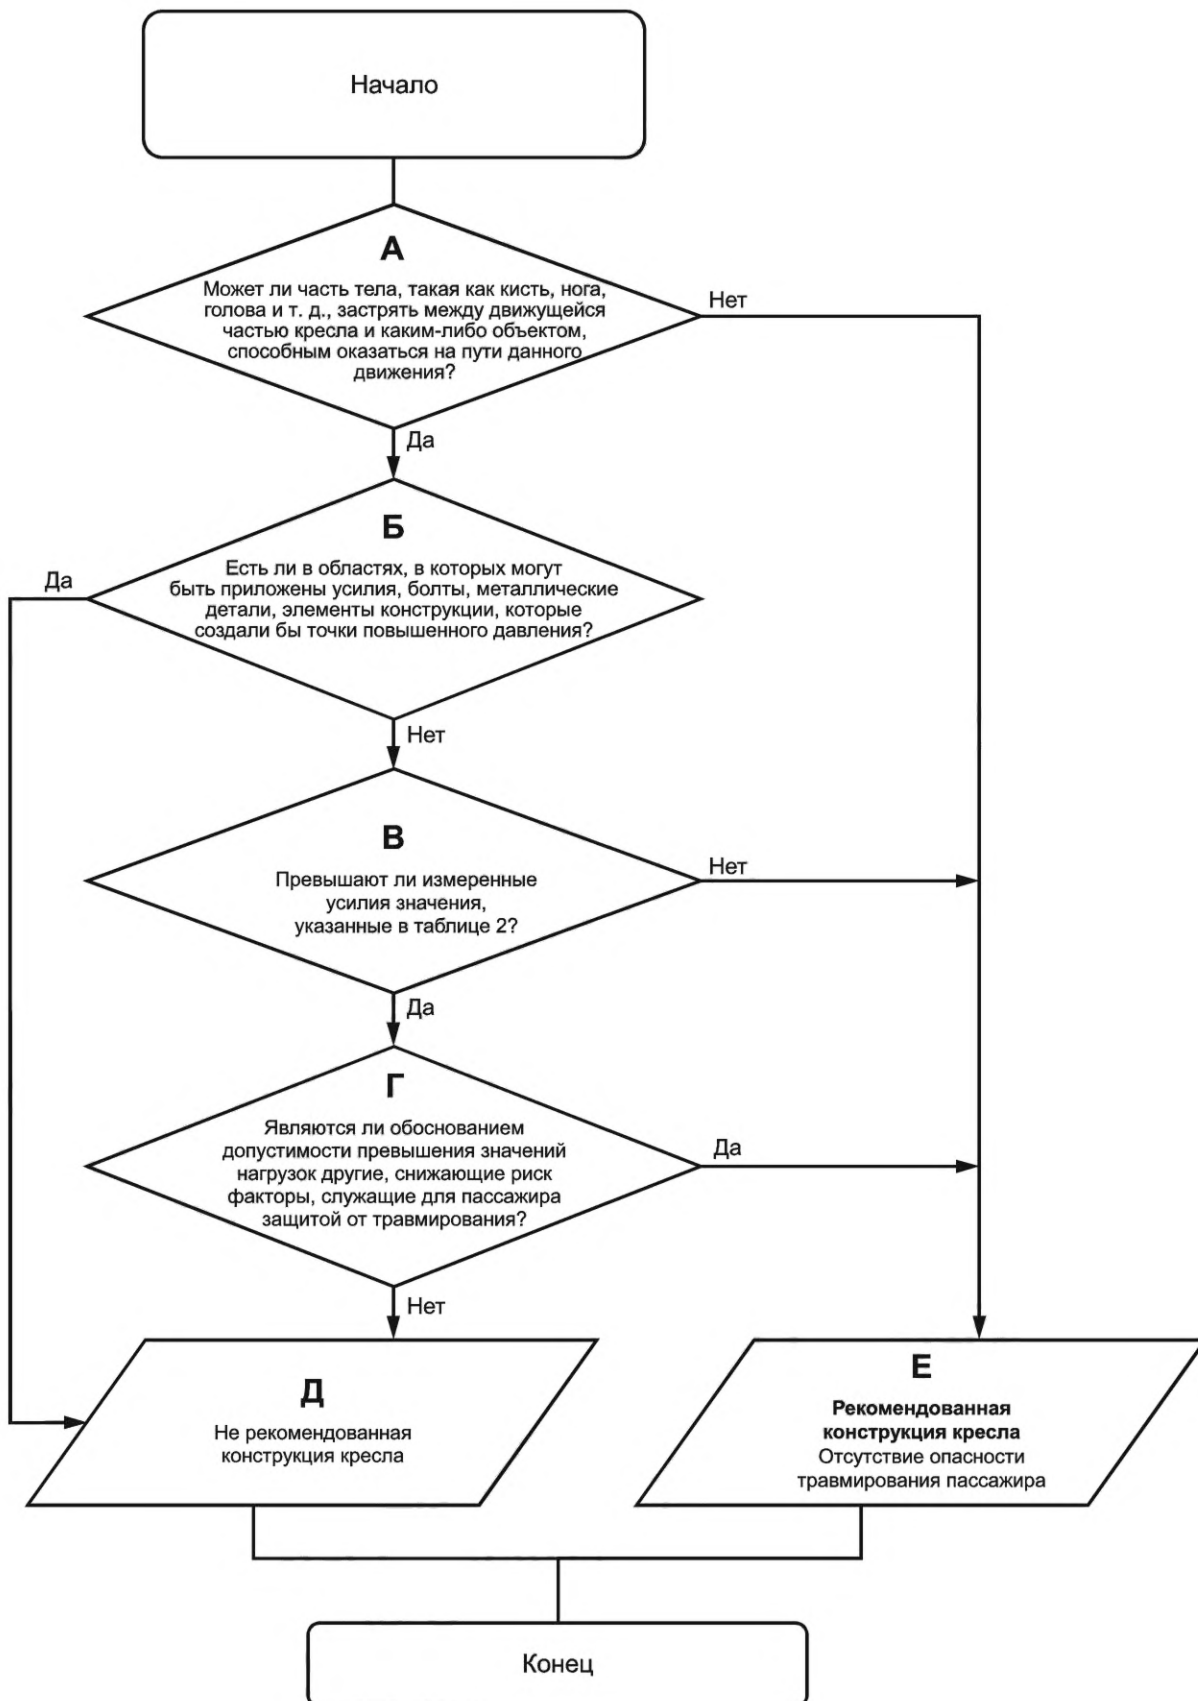 Начало
А
Может ли часть тела, такая как кисть, нога,
голова и т. д., застрять между движущейся
частью кресла и каким-либо объектом,
способным оказаться на пути данного
движения?
Нет
Да
Б
Есть ли в областях, в которых могут
быть приложены усилия, болты, металлические
детали, элементы конструкции, которые
создали бы точки повышенного давления?
Да
Нет
В
Превышают ли измеренные
усилия значения,
указанные в таблице 2?
Нет
Да
Г
Являются ли обоснованием
допустимости превышения значений
нагрузок другие, снижающие риск
факторы, служащие для пассажира
защитой от травмирования?
Да
Нет
Д
Не рекомендованная
конструкция кресла
Е
Рекомендованная
конструкция кресла
Отсутствие опасности
травмирования пассажира
Конец